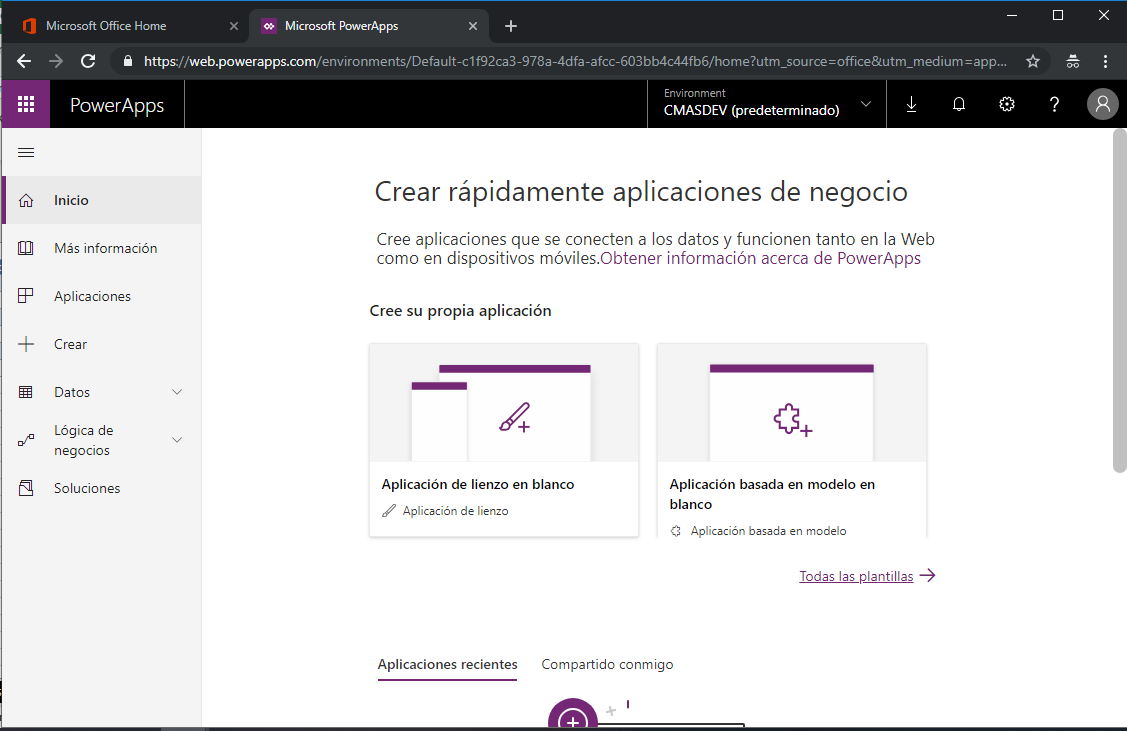 Microsoft Office Home
Microsoft PowerApps
https://web.powerapps.com/environments/Default-c1f92ca3-978a-4dfa-afcc-603bb4c44fb6/home?utm_source=office&utm_medium=app...
PowerApps
Environment
CMASDEV (predeterminado)
?
Inicio
Más información
Aplicaciones
Crear
Datos
Lógica de
negocios
Soluciones
Crear rápidamente aplicaciones de negocio
Cree aplicaciones que se conecten a los datos y funcionen tanto en la Web
como en dispositivos móviles.Obtener información acerca de PowerApps
Cree su propia aplicación
Aplicación de lienzo en blanco
Aplicación de lienzo
Aplicación basada en modelo en
blanco
Aplicación basada en modelo
Todas las plantillas
Aplicaciones recientes
Compartido conmigo